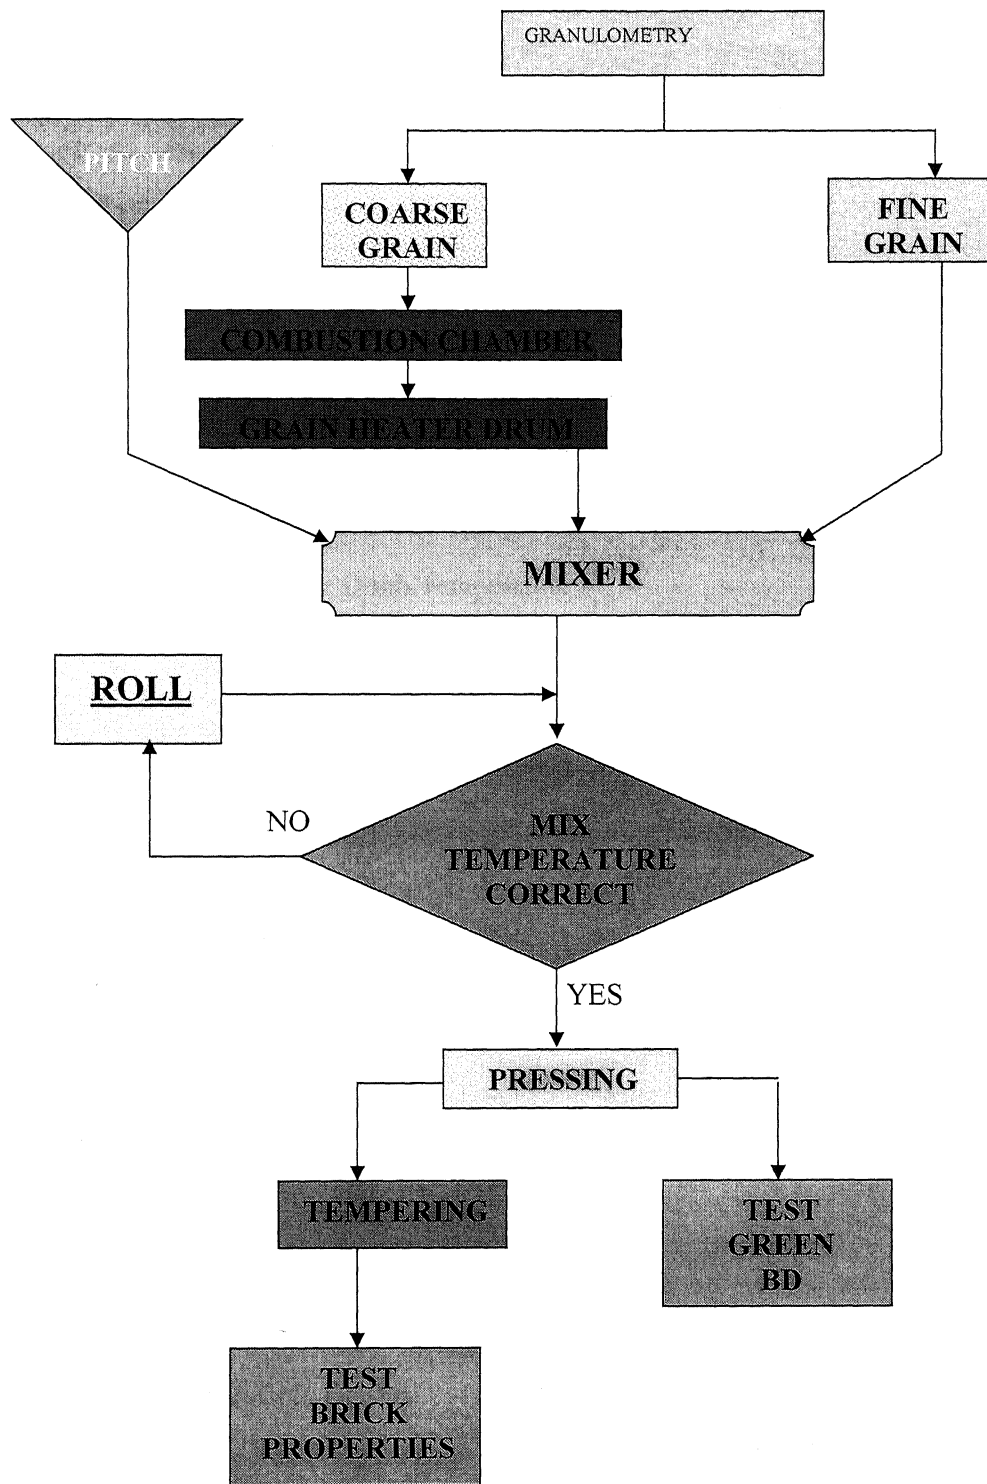 GRANULOMETRY
PITCH
COARSE
GRAIN
FINE
GRAIN
COMBUSTION CHAMBER
GRAIN HEATER DRUM
MIXER
ROLL
NO
MIX
TEMPERATURE
CORRECT
YES
PRESSING
TEMPERING
TEST
GREEN
BD
TEST
BRICK
PROPERTIES